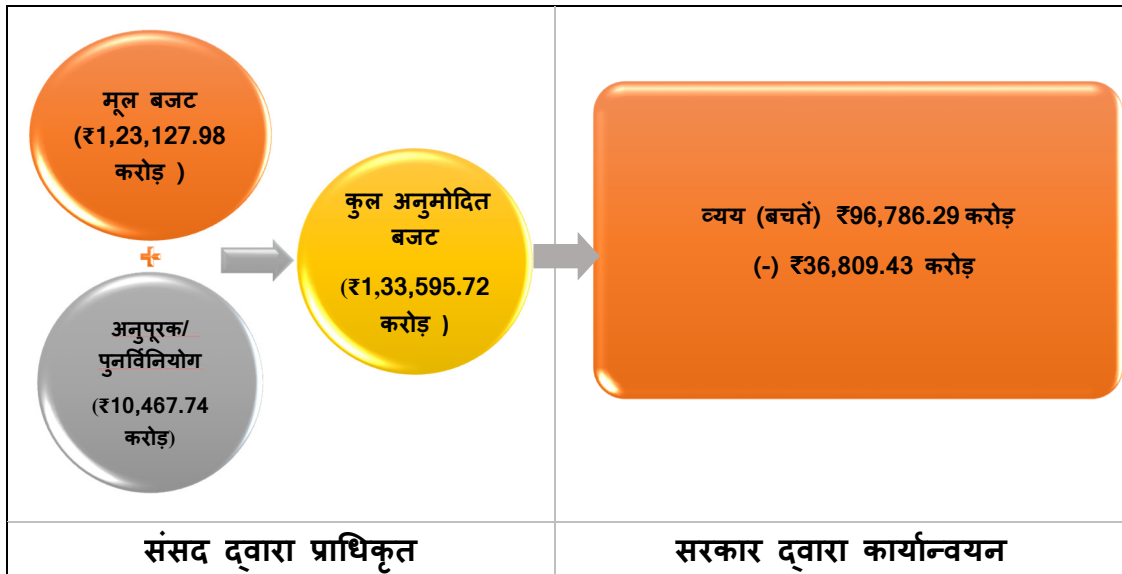 मूल बजट
(₹1,23,127.98
करोड़ )
+
अनुपूरक/
पुनर्विनियोग
(₹10,467.74
करोड़)
कुल अनुमोदित
बजट
(₹1,33,595.72
करोड़ )
व्यय (बचतें) ₹96,786.29 करोड़
(-) ₹36,809.43 करोड़
संसद द्वारा प्राधिकृत
सरकार द्वारा कार्यान्वयन